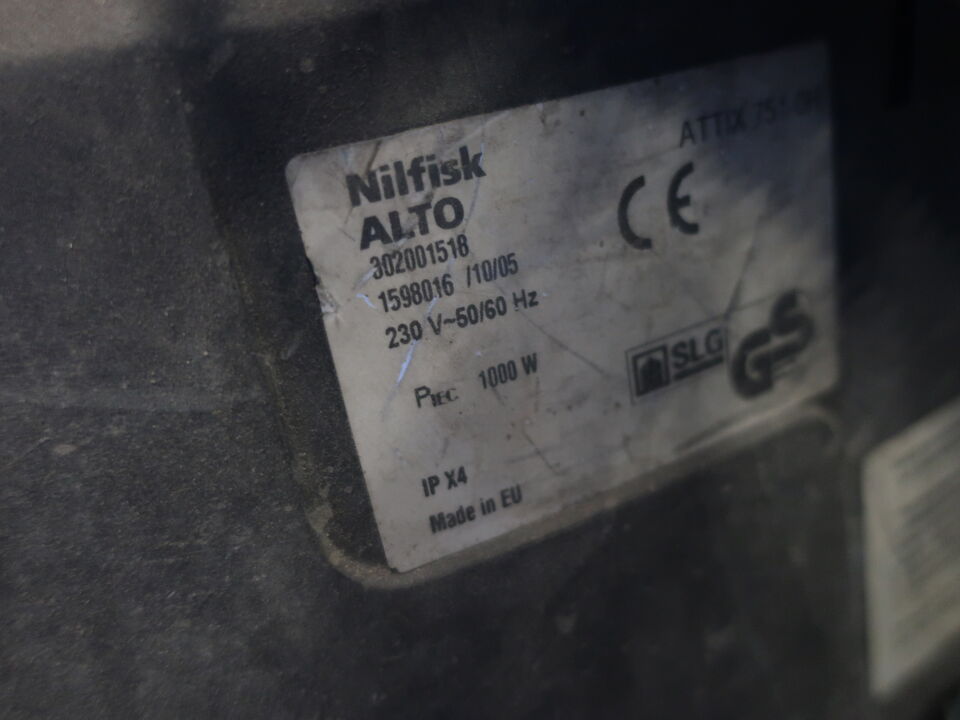 Nilfisk
ALTO
ATTIX
CE
302001518
1598016 /10/05
230 V~50/60 Hz
PIEC 1000 W
SLG
GS
IP X4
Made in EU